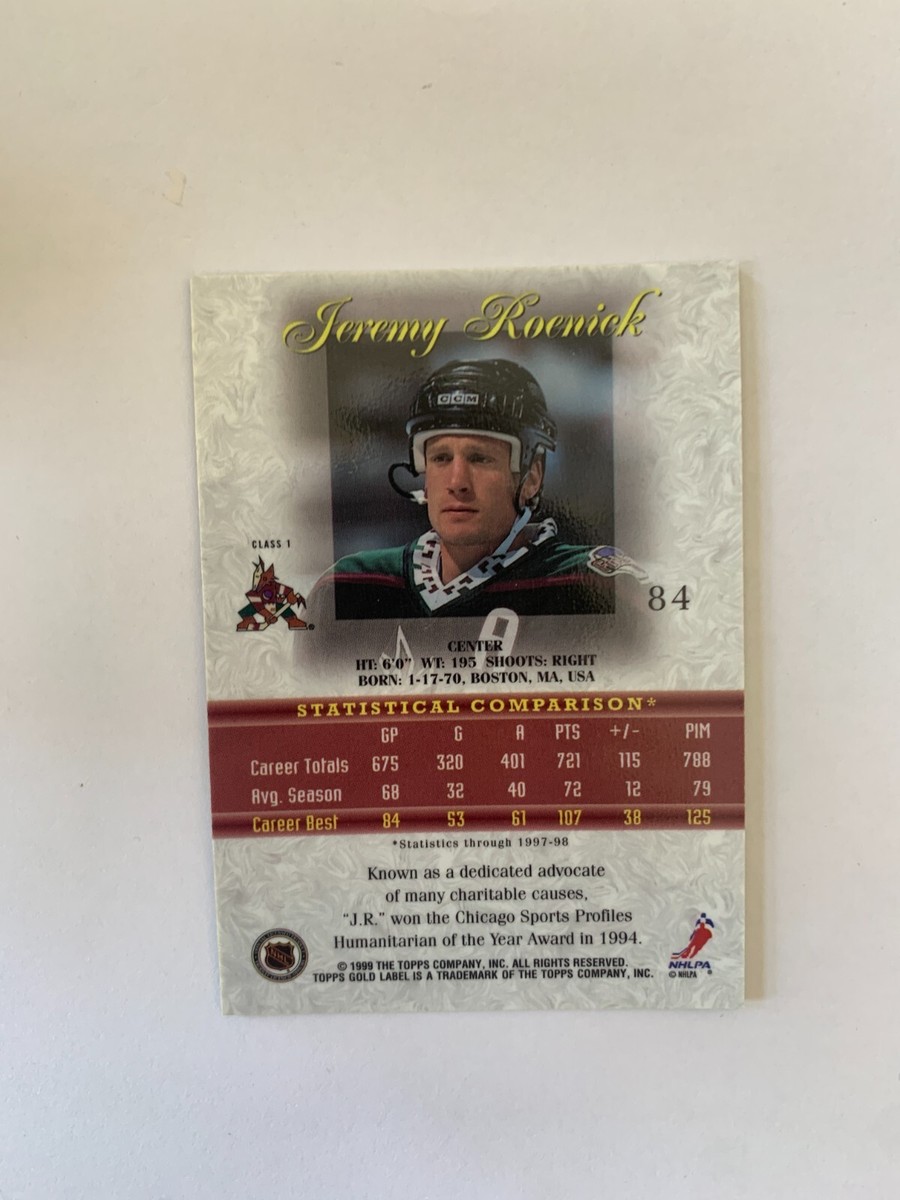 Jeremy Roenick
CCM
CLASS 1
84
CENTER
HT: 6'0" WT: 195 SHOOTS: RIGHT
BORN: 1-17-70, BOSTON, MA, USA
STATISTICAL COMPARISON*
GP G A PTS +/- PIM
Career Totals 675 320 401 721 115 788
Avg. Season 68 32 40 72 12 79
Career Best 84 53 61 107 38 125
*Statistics through 1997-98
Known as a dedicated advocate
of many charitable causes,
"J.R." won the Chicago Sports Profiles
Humanitarian of the Year Award in 1994.
NHL
© 1999 THE TOPPS COMPANY, INC. ALL RIGHTS RESERVED.
TOPPS GOLD LABEL IS A TRADEMARK OF THE TOPPS COMPANY, INC.
NHLPA
© NHLPA